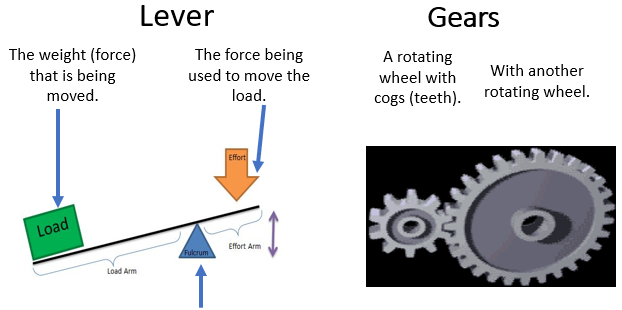 Lever
Gears
The weight (force)
that is being
moved.
The force being
used to move the
load.
A rotating
wheel with
cogs (teeth).
With another
rotating wheel.
Effort
Load
Effort Arm
Fulcrum
Load Arm